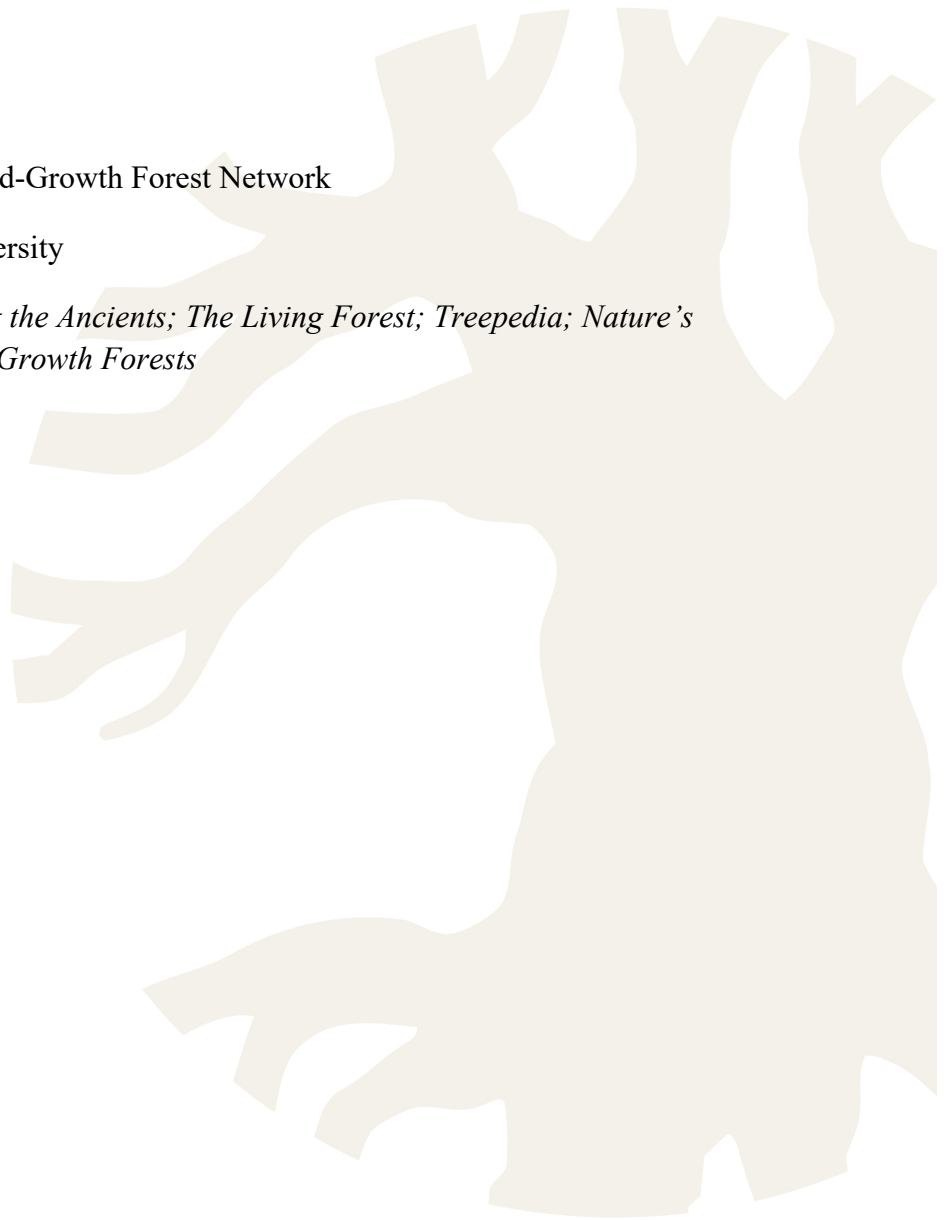 d-Growth Forest Network
ersity
the Ancients; The Living Forest; Treepedia; Nature’s
Growth Forests